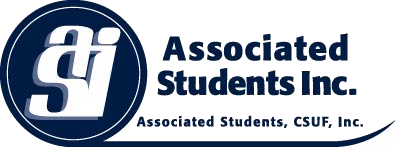 asi
Associated
Students Inc.
Associated Students, CSUF, Inc.